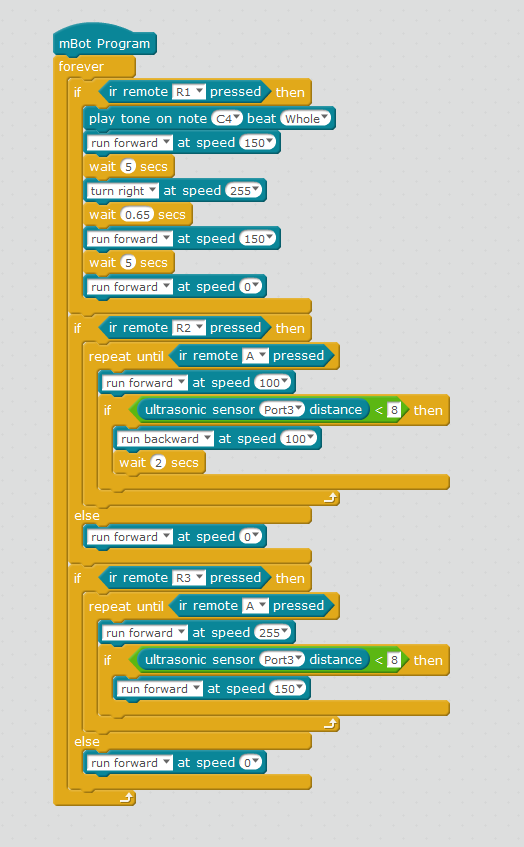 mBot Program
forever
if ir remote R1 pressed then
play tone on note C4 beat Whole
run forward at speed 150
wait 5 secs
turn right at speed 255
wait 0.65 secs
run forward at speed 150
wait 5 secs
run forward at speed 0
if ir remote R2 pressed then
repeat until ir remote A pressed
run forward at speed 100
if ultrasonic sensor Port3 distance < 8 then
run backward at speed 100
wait 2 secs
else
run forward at speed 0
if ir remote R3 pressed then
repeat until ir remote A pressed
run forward at speed 255
if ultrasonic sensor Port3 distance < 8 then
run forward at speed 150
else
run forward at speed 0